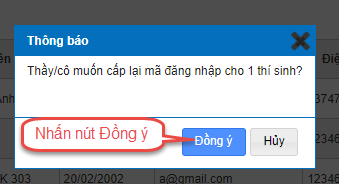 Thông báo
Thầy/cô muốn cấp lại mã đăng nhập cho 1 thí sinh?
Nhấn nút Đồng ý
Đồng ý
Hủy
K 303
20/02/2002
a@gmail.com